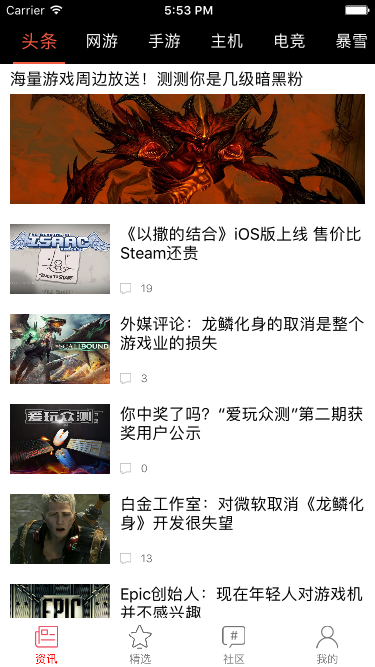 Carrier 5:53 PM
头条 网游 手游 主机 电竞 暴雪
海量游戏周边放送！测测你是几级暗黑粉
《以撒的结合》iOS版上线 售价比
Steam还贵
ISAAC
19
外媒评论：龙鳞化身的取消是整个
游戏业的损失
SCALEBOUND
3
你中奖了吗？“爱玩众测”第二期获
奖用户公示
爱玩众测
0
白金工作室：对微软取消《龙鳞化
身》开发很失望
13
Epic创始人：现在年轻人对游戏机
并不感兴趣
EPIC
资讯 精选 社区 我的